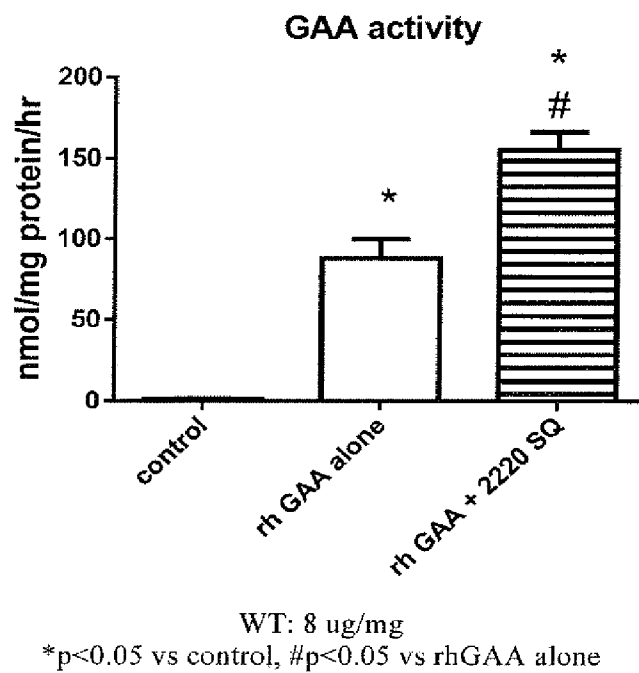 GAA activity
nmol/mg protein/hr
200
150
100
50
0
*
*
#
control
rh GAA alone
rh GAA + 2220 SQ
WT: 8 ug/mg
*p<0.05 vs control, #p<0.05 vs rhGAA alone